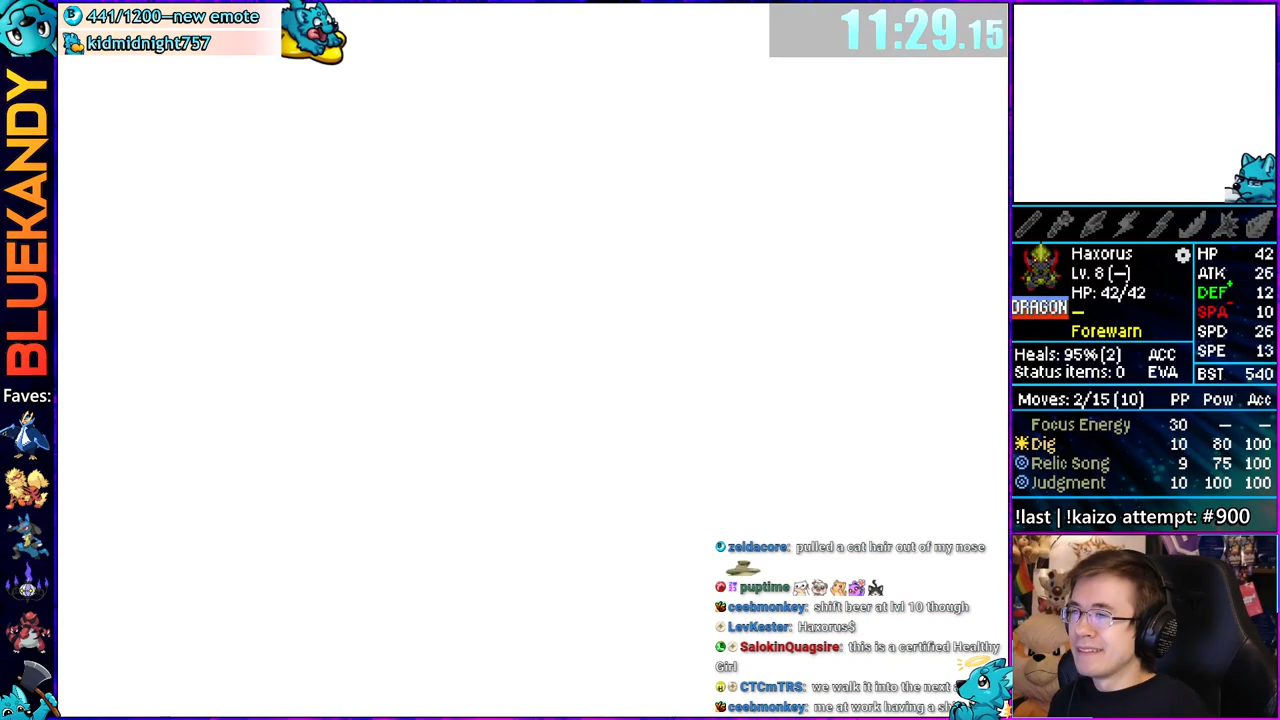 441/1200–new emote
kidmidnight757
11:29.15
BLUEKANDY
Faves:
Haxorus
Lv. 8 (—)
HP: 42/42
DRAGON
—
Forewarn
Heals: 95% (2) ACC
Status items: 0 EVA
HP 42
ATK 26
DEF+ 12
SPA- 10
SPD 26
SPE 13
BST 540
Moves: 2/15 (10) PP Pow Acc
Focus Energy 30 — —
Dig 10 80 100
Relic Song 9 75 100
Judgment 10 100 100
!last | !kaizo attempt: #900
zeldacore: pulled a cat hair out of my nose
puptime
ceebmonkey: shift beer at lvl 10 though
LevKester: Haxorus$
SalokinQuagsire: this is a certified Healthy
Girl
CTCmTRS: we walk it into the next
ceebmonkey: me at work having a